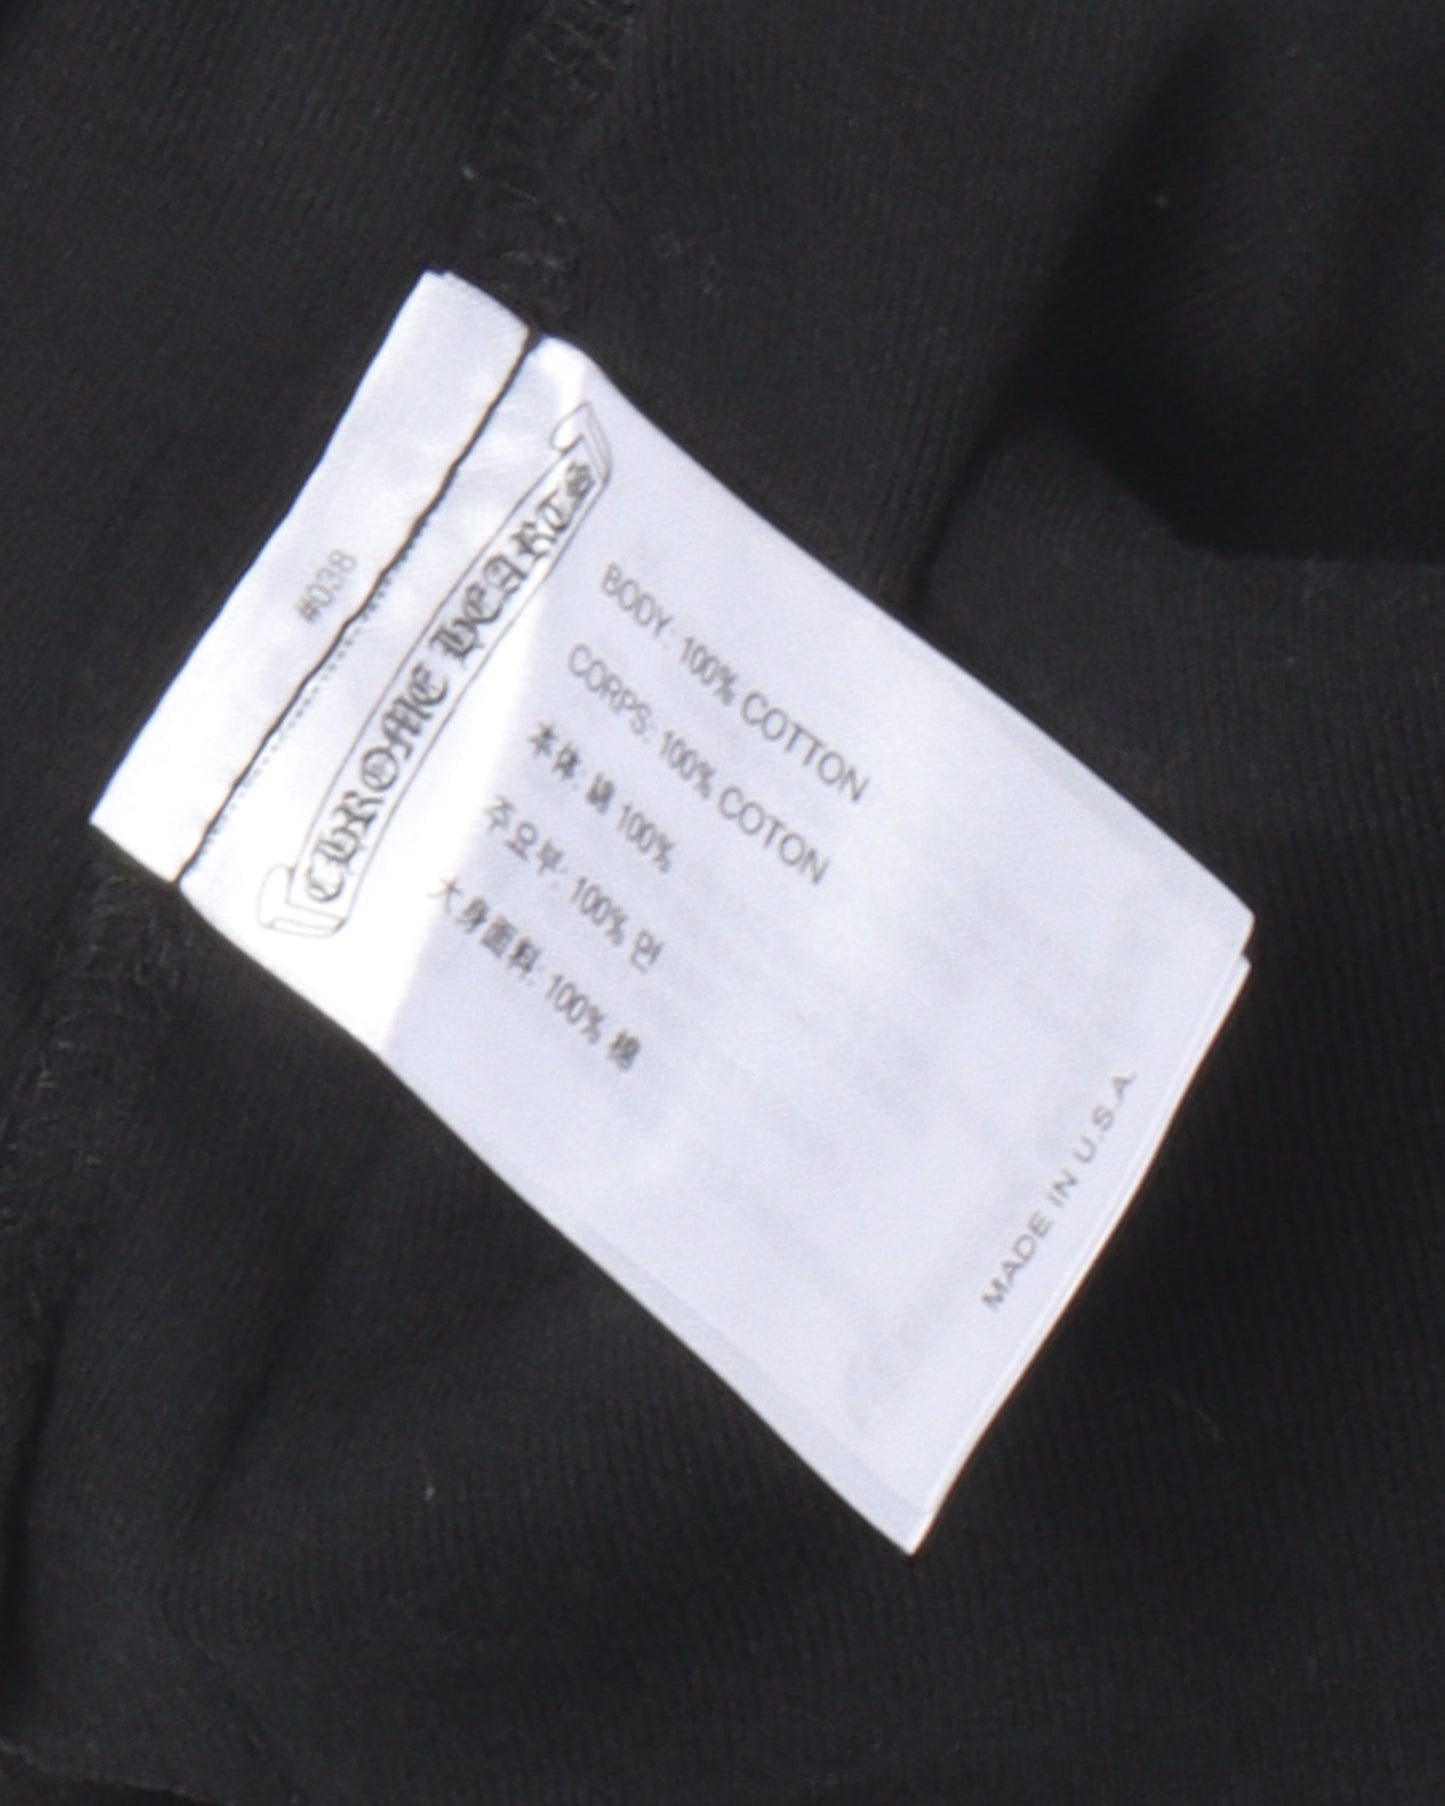 #038
CHROME HEARTS
BODY: 100% COTTON
CORPS: 100% COTON
本体: 綿 100%
주요부: 100% 면
大身面料: 100% 棉
MADE IN U.S.A.